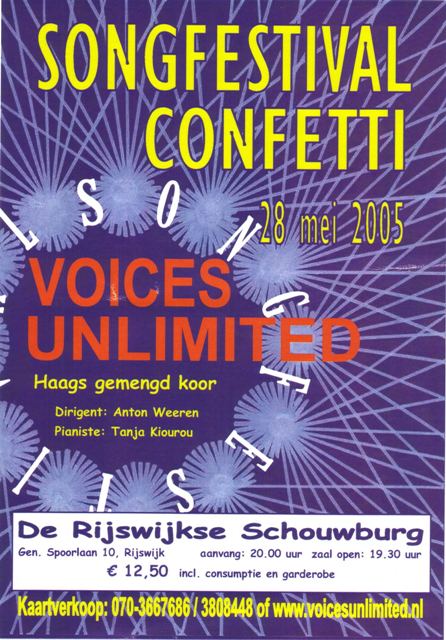 SONGFESTIVAL
CONFETTI
28 mei 2005
L SONGFESTI
VOICES
UNLIMITED
Haags gemengd koor
Dirigent: Anton Weeren
Pianiste: Tanja Kiourou
De Rijswijkse Schouwburg
Gen. Spoorlaan 10, Rijswijk aanvang: 20.00 uur zaal open: 19.30 uur
€ 12,50 incl. consumptie en garderobe
Kaartverkoop: 070-3667686 / 3808448 of www.voicesunlimited.nl